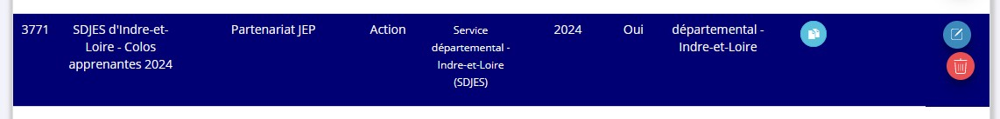 3771
SDJES d'Indre-et-
Loire - Colos
apprenantes 2024
Partenariat JEP
Action
Service
départemental -
Indre-et-Loire
(SDJES)
2024
Oui
départemental -
Indre-et-Loire